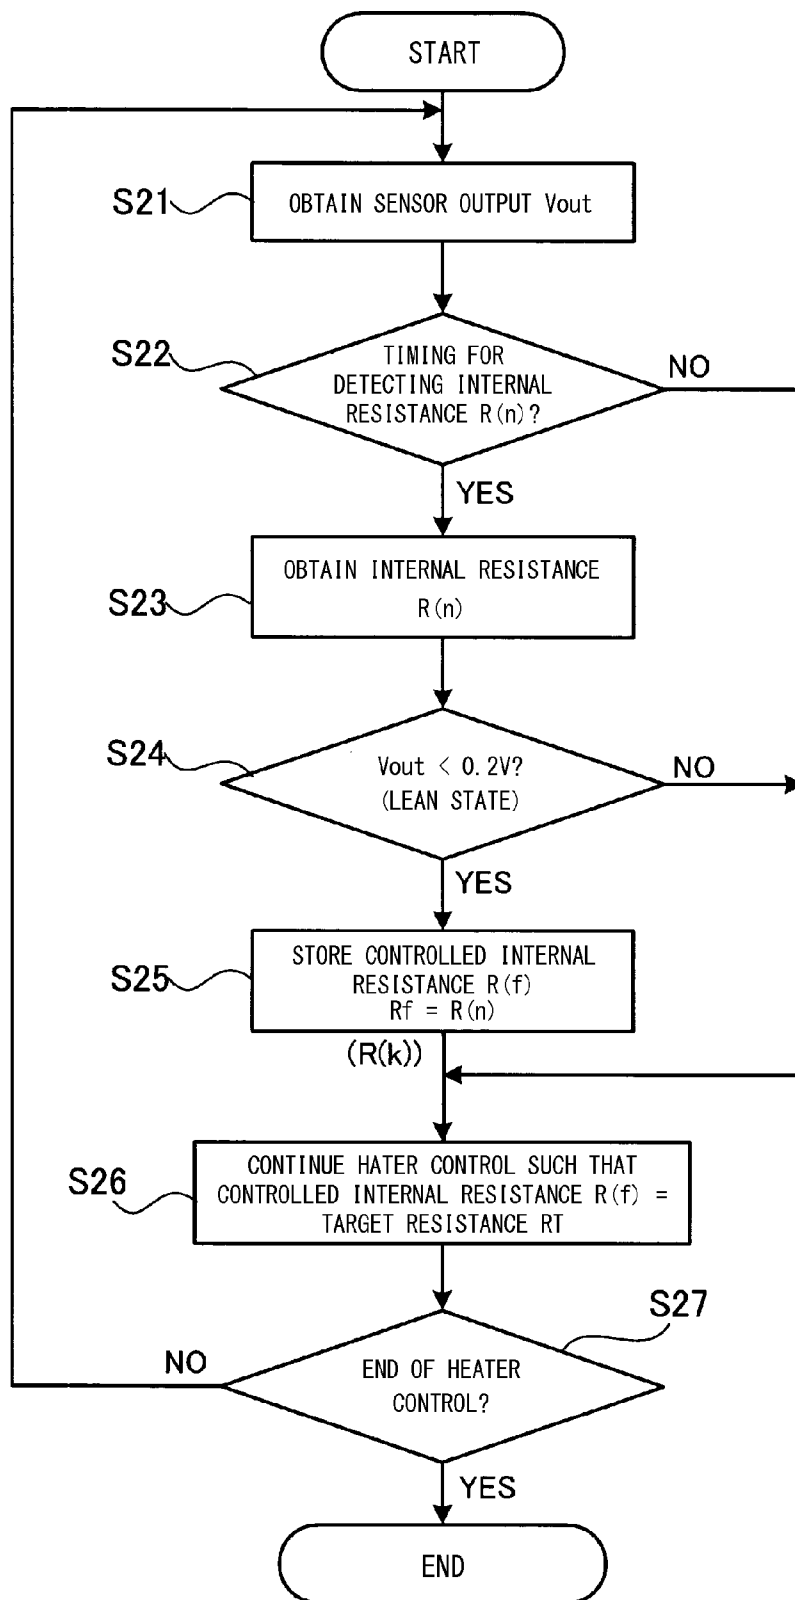 START
S21
OBTAIN SENSOR OUTPUT Vout
S22
TIMING FOR
DETECTING INTERNAL
RESISTANCE R(n)?
NO
YES
S23
OBTAIN INTERNAL RESISTANCE
R(n)
S24
Vout < 0.2V?
(LEAN STATE)
NO
YES
S25
STORE CONTROLLED INTERNAL
RESISTANCE R(f)
Rf = R(n)
(R(k))
S26
CONTINUE HATER CONTROL SUCH THAT
CONTROLLED INTERNAL RESISTANCE R(f) =
TARGET RESISTANCE RT
S27
NO
END OF HEATER
CONTROL?
YES
END